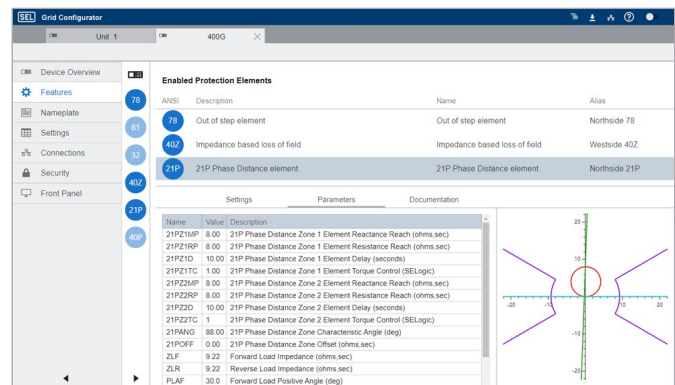 SEL Grid Configurator
Unit 1
400G
Device Overview
Features
Nameplate
Settings
Connections
Security
Front Panel
78
81
32
40Z
21P
40P
Enabled Protection Elements
ANSI Description Name Alias
78 Out of step element Out of step element Northside 78
40Z Impedance based loss of field Impedance based loss of field Westside 40Z
21P 21P Phase Distance element 21P Phase Distance element Northside 21P
Settings Parameters Documentation
Name Value Description
21PZ1MP 8.00 21P Phase Distance Zone 1 Element Reactance Reach (ohms,sec)
21PZ1RP 8.00 21P Phase Distance Zone 1 Element Resistance Reach (ohms,sec)
21PZ1D 10.00 21P Phase Distance Zone 1 Element Delay (seconds)
21PZ1TC 1.00 21P Phase Distance Zone 1 Element Torque Control (SELogic)
21PZ2MP 8.00 21P Phase Distance Zone 2 Element Reactance Reach (ohms,sec)
21PZ2RP 8.00 21P Phase Distance Zone 2 Element Resistance Reach (ohms,sec)
21PZ2D 10.00 21P Phase Distance Zone 2 Element Delay (seconds)
21PZ2TC 1 21P Phase Distance Zone 2 Element Torque Control (SELogic)
21PANG 88.00 21P Phase Distance Zone Characteristic Angle (deg)
21POFF 0.00 21P Phase Distance Zone Offset (ohms,sec)
ZLF 9.22 Forward Load Impedance (ohms,sec)
ZLR 9.22 Reverse Load Impedance (ohms,sec)
PLAF 30.0 Forward Load Positive Angle (deg)
20
10
-20 -10 10 20
-10
-20